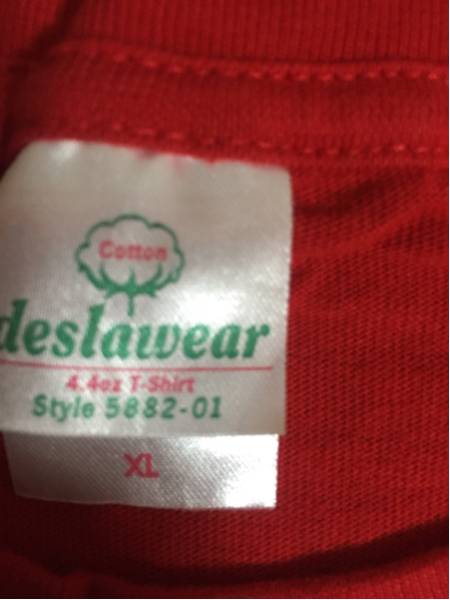 Cotton
deslawear
4.4oz T-Shirt
Style 5882-01
XL